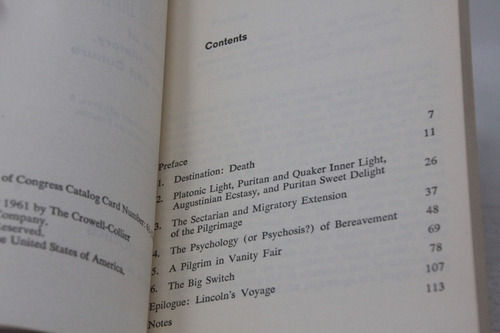 of Congress Catalog Card Number:
1961 by The Crowell-Collier
Company.
Reserved.
the United States of America.
Contents
Preface 7
1. Destination: Death 11
2. Platonic Light, Puritan and Quaker Inner Light,
Augustinian Ecstasy, and Puritan Sweet Delight 26
3. The Sectarian and Migratory Extension
of the Pilgrimage 37
4. The Psychology (or Psychosis?) of Bereavement 48
5. A Pilgrim in Vanity Fair 69
6. The Big Switch 78
Epilogue: Lincoln's Voyage 107
Notes 113